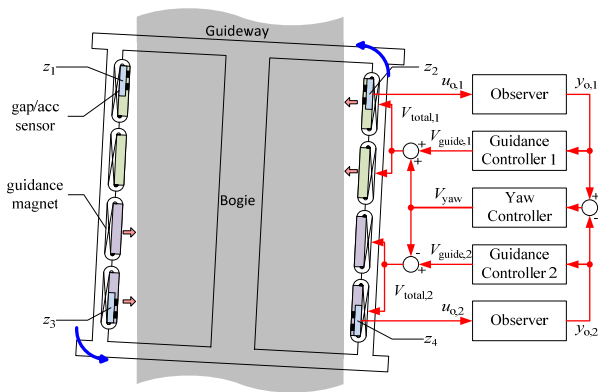 Guideway
z1
z2
uo,1
yo,1
Observer
gap/acc
sensor
Vtotal,1
Vguide,1
+
+
Guidance
Controller 1
guidance
magnet
Bogie
Vyaw
Yaw
Controller
+
-
-
+
Vguide,2
Guidance
Controller 2
Vtotal,2
z3
z4
uo,2
Observer
yo,2